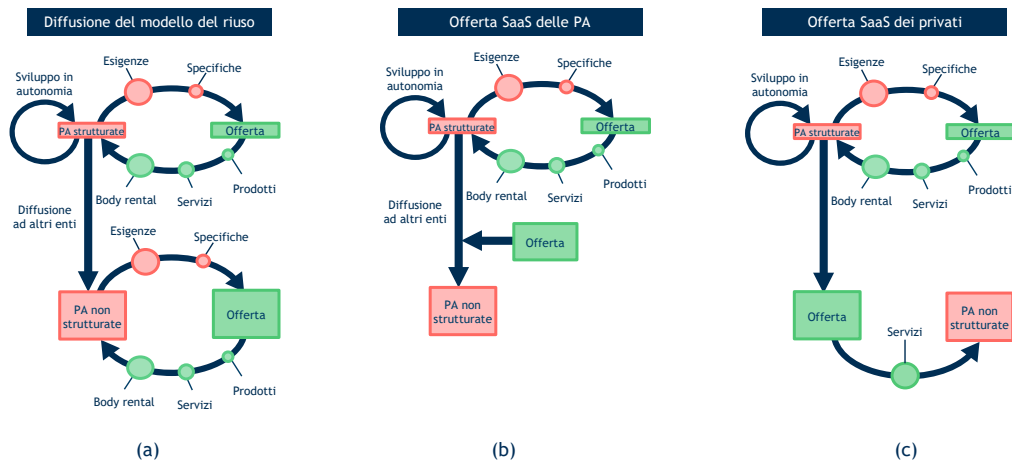 Diffusione del modello del riuso
Esigenze
Specifiche
Sviluppo in
autonomia
PA strutturate
Offerta
Body rental
Servizi
Prodotti
Diffusione
ad altri enti
Esigenze
Specifiche
PA non
strutturate
Offerta
Body rental
Servizi
Prodotti
(a)
Offerta SaaS delle PA
Esigenze
Specifiche
Sviluppo in
autonomia
PA strutturate
Offerta
Body rental
Servizi
Prodotti
Diffusione
ad altri enti
Offerta
PA non
strutturate
(b)
Offerta SaaS dei privati
Esigenze
Specifiche
Sviluppo in
autonomia
PA strutturate
Offerta
Body rental
Servizi
Prodotti
Offerta
PA non
strutturate
Servizi
(c)